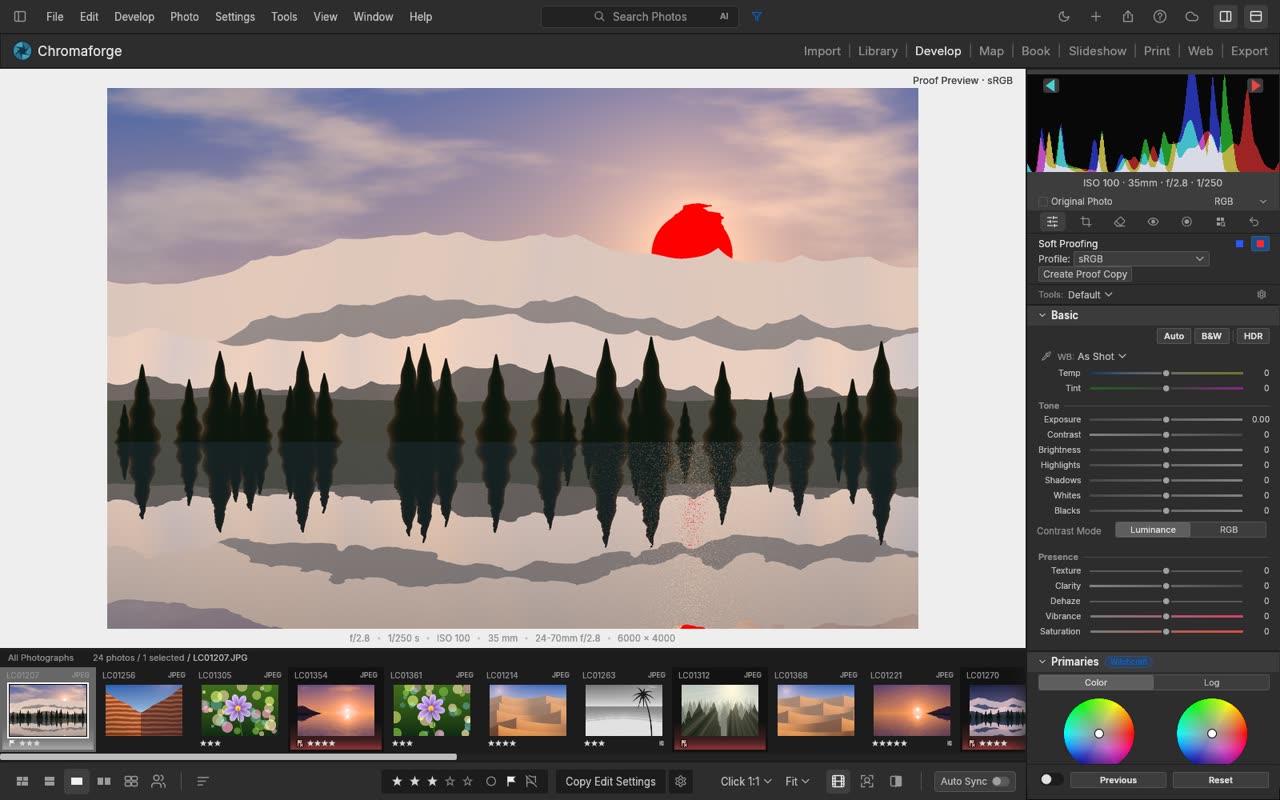 File Edit Develop Photo Settings Tools View Window Help Search Photos AI
Chromaforge Import Library Develop Map Book Slideshow Print Web Export
Proof Preview · sRGB
ISO 100 · 35mm · f/2.8 · 1/250
Original Photo RGB
Soft Proofing
Profile: sRGB
Create Proof Copy
Tools: Default
Basic
Auto B&W HDR
WB: As Shot
Temp 0
Tint 0
Tone
Exposure 0.00
Contrast 0
Brightness 0
Highlights 0
Shadows 0
Whites 0
Blacks 0
Contrast Mode Luminance RGB
Presence
Texture 0
Clarity 0
Dehaze 0
Vibrance 0
Saturation 0
Primaries
Color Log
Previous Reset
f/2.8 • 1/250 s • ISO 100 • 35 mm • 24-70mm f/2.8 • 6000 × 4000
All Photographs 24 photos / 1 selected / LC01207.JPG
LC01207 JPEG LC01256 JPEG LC01305 JPEG LC01354 JPEG LC01361 JPEG LC01214 JPEG LC01263 JPEG LC01312 JPEG LC01368 JPEG LC01221 JPEG LC01270
Copy Edit Settings Click 1:1 Fit Auto Sync